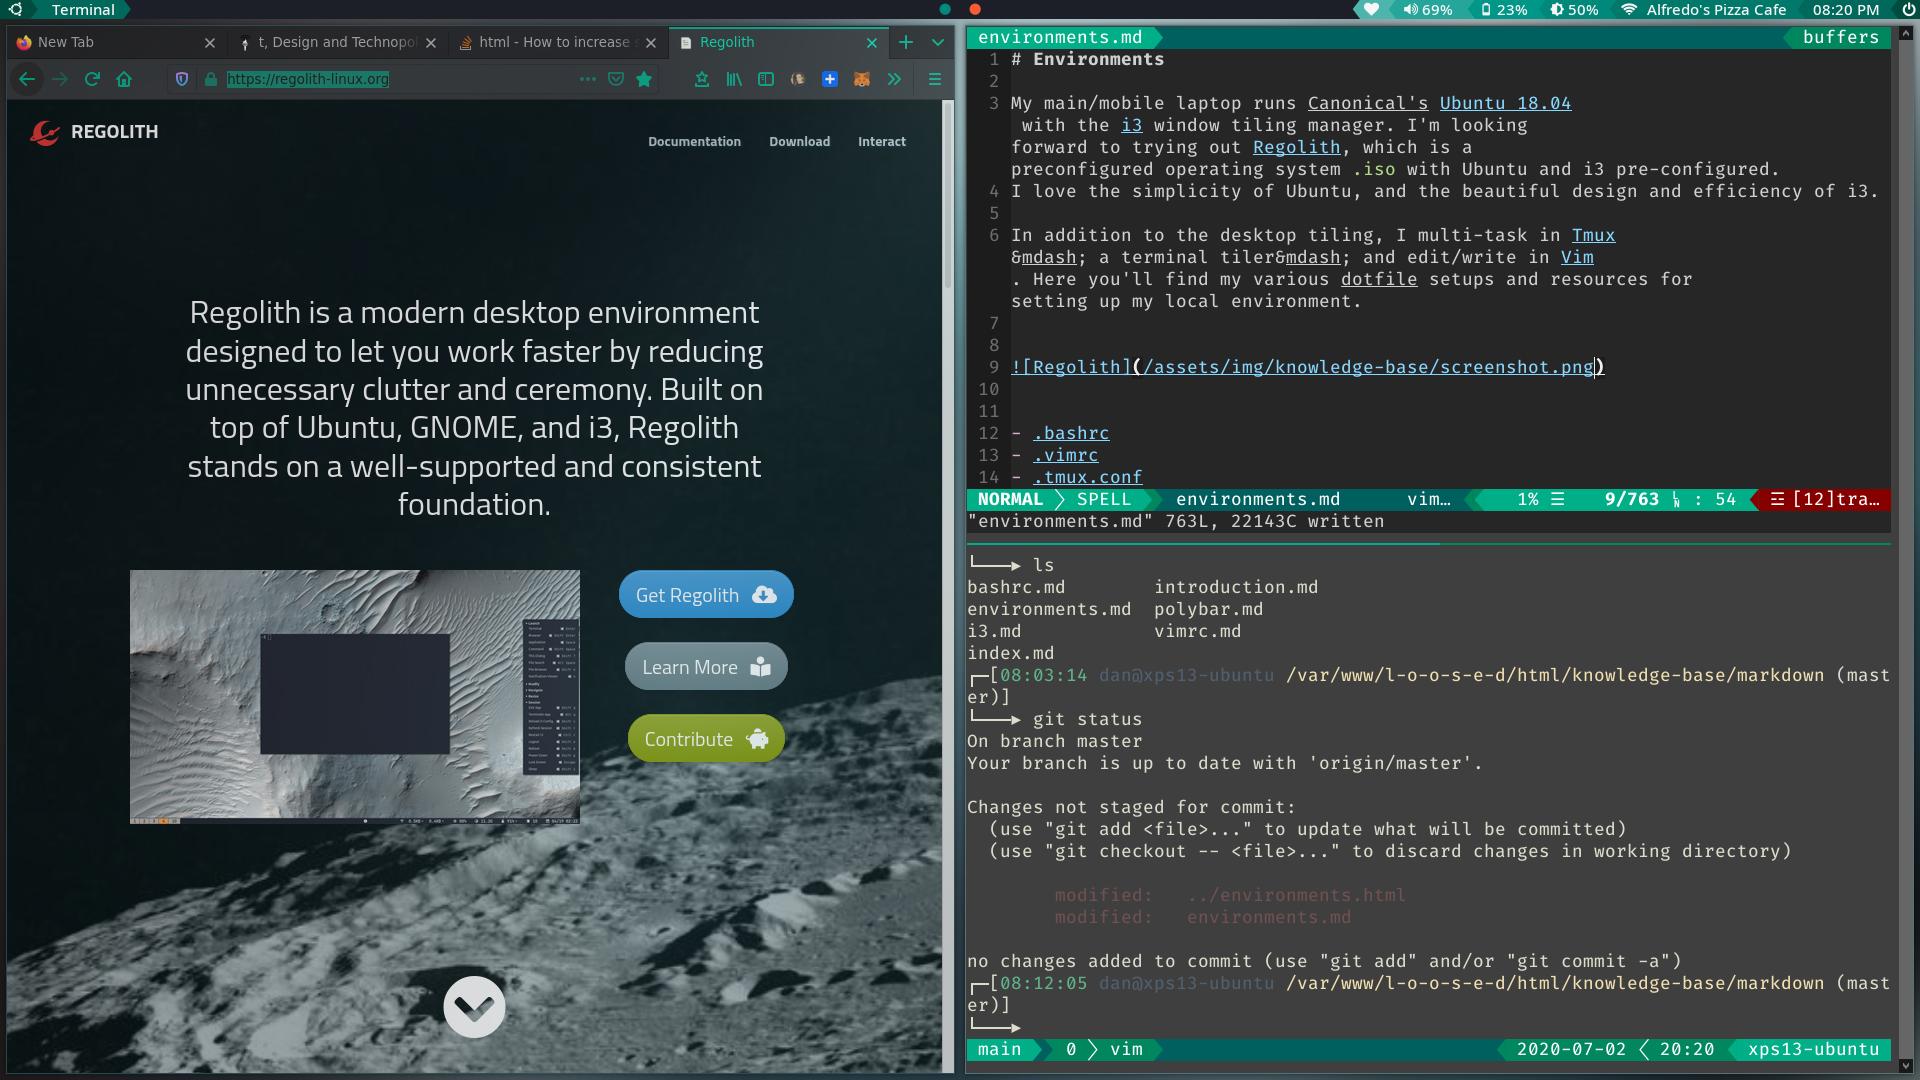 Terminal
69% 23% 50% Alfredo's Pizza Cafe 08:20 PM
New Tab
t, Design and Technopol
html - How to increase s
Regolith
https://regolith-linux.org
REGOLITH
Documentation Download Interact
Regolith is a modern desktop environment
designed to let you work faster by reducing
unnecessary clutter and ceremony. Built on
top of Ubuntu, GNOME, and i3, Regolith
stands on a well-supported and consistent
foundation.
Get Regolith
Learn More
Contribute
environments.md buffers
1 # Environments
2
3 My main/mobile laptop runs Canonical's Ubuntu 18.04
with the i3 window tiling manager. I'm looking
forward to trying out Regolith, which is a
preconfigured operating system .iso with Ubuntu and i3 pre-configured.
4 I love the simplicity of Ubuntu, and the beautiful design and efficiency of i3.
5
6 In addition to the desktop tiling, I multi-task in Tmux
&mdash; a terminal tiler&mdash; and edit/write in Vim
. Here you'll find my various dotfile setups and resources for
setting up my local environment.
7
8
9 ![Regolith](/assets/img/knowledge-base/screenshot.png)
10
11
12 - .bashrc
13 - .vimrc
14 - .tmux.conf
NORMAL SPELL environments.md vim… 1% ☰ 9/763 : 54 [12]tra…
"environments.md" 763L, 22143C written
└───▸ ls
bashrc.md introduction.md
environments.md polybar.md
i3.md vimrc.md
index.md
┌─[08:03:14 dan@xps13-ubuntu /var/www/l-o-o-s-e-d/html/knowledge-base/markdown (mast
er)]
└───▸ git status
On branch master
Your branch is up to date with 'origin/master'.
Changes not staged for commit:
(use "git add <file>..." to update what will be committed)
(use "git checkout -- <file>..." to discard changes in working directory)
modified: ../environments.html
modified: environments.md
no changes added to commit (use "git add" and/or "git commit -a")
┌─[08:12:05 dan@xps13-ubuntu /var/www/l-o-o-s-e-d/html/knowledge-base/markdown (mast
er)]
└───▸
main 0 vim 2020-07-02 20:20 xps13-ubuntu